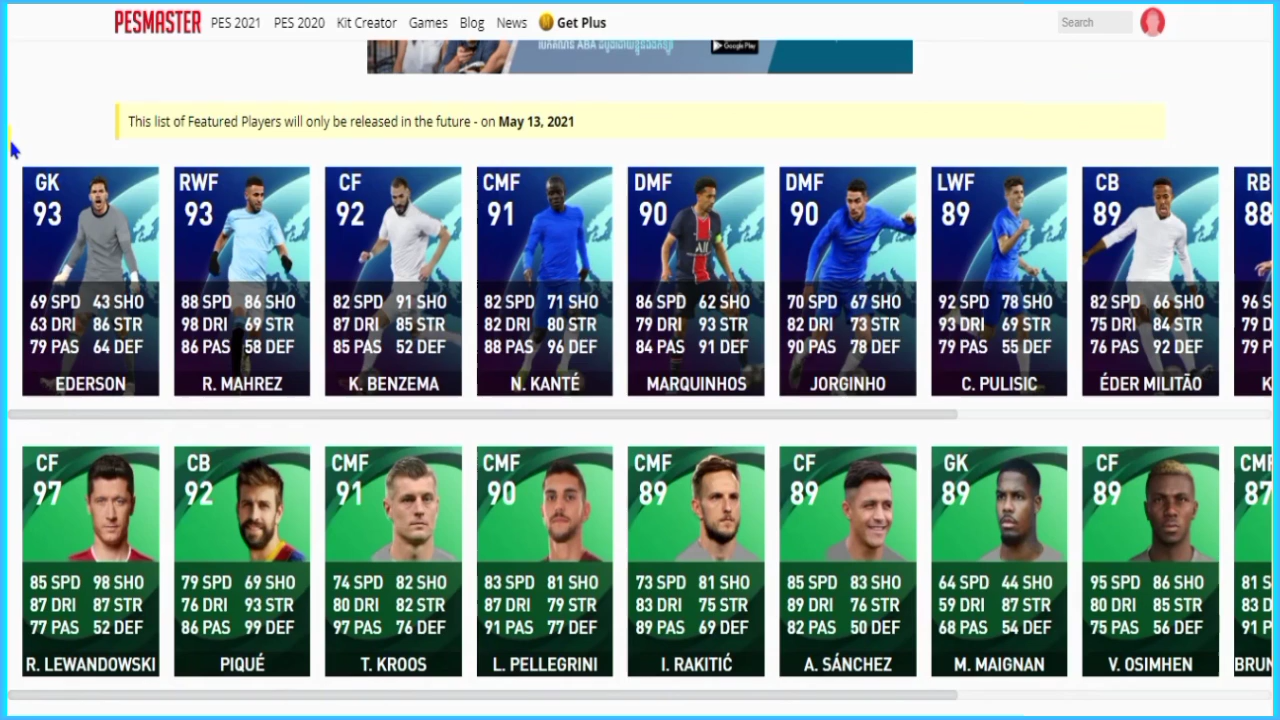 PESMASTER PES 2021 PES 2020 Kit Creator Games Blog News Get Plus Search
Google Play
This list of Featured Players will only be released in the future - on May 13, 2021
GK
93
69 SPD 43 SHO
63 DRI 86 STR
79 PAS 64 DEF
EDERSON
RWF
93
88 SPD 86 SHO
98 DRI 69 STR
86 PAS 58 DEF
R. MAHREZ
CF
92
82 SPD 91 SHO
87 DRI 85 STR
85 PAS 52 DEF
K. BENZEMA
CMF
91
82 SPD 71 SHO
82 DRI 80 STR
88 PAS 96 DEF
N. KANTÉ
DMF
90
86 SPD 62 SHO
79 DRI 93 STR
84 PAS 91 DEF
MARQUINHOS
DMF
90
70 SPD 67 SHO
82 DRI 73 STR
90 PAS 78 DEF
JORGINHO
LWF
89
92 SPD 78 SHO
93 DRI 69 STR
79 PAS 55 DEF
C. PULISIC
CB
89
82 SPD 66 SHO
75 DRI 84 STR
76 PAS 92 DEF
ÉDER MILITÃO
RB
88
96 S
79 D
79 P
K
CF
97
85 SPD 98 SHO
87 DRI 87 STR
77 PAS 52 DEF
R. LEWANDOWSKI
CB
92
79 SPD 69 SHO
76 DRI 93 STR
86 PAS 99 DEF
PIQUÉ
CMF
91
74 SPD 82 SHO
80 DRI 82 STR
97 PAS 76 DEF
T. KROOS
CMF
90
83 SPD 81 SHO
87 DRI 79 STR
91 PAS 77 DEF
L. PELLEGRINI
CMF
89
73 SPD 81 SHO
83 DRI 75 STR
89 PAS 69 DEF
I. RAKITIĆ
CF
89
85 SPD 83 SHO
89 DRI 76 STR
82 PAS 50 DEF
A. SÁNCHEZ
GK
89
64 SPD 44 SHO
59 DRI 87 STR
68 PAS 54 DEF
M. MAIGNAN
CF
89
95 SPD 86 SHO
80 DRI 85 STR
75 PAS 56 DEF
V. OSIMHEN
CMF
87
81 S
83 D
91 P
BRUN